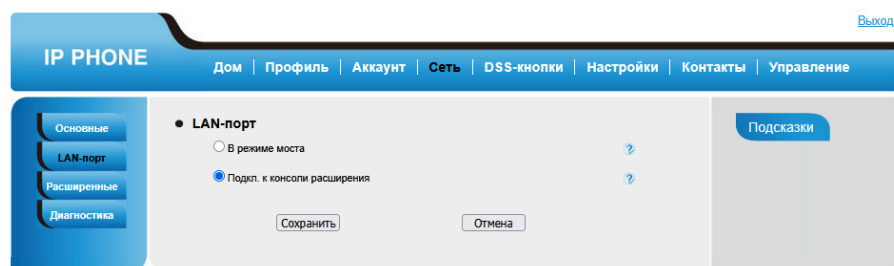 Выход
IP PHONE
Дом | Профиль | Аккаунт | Сеть | DSS-кнопки | Настройки | Контакты | Управление
Основные
LAN-порт
Расширенные
Диагностика
LAN-порт
В режиме моста ?
Подкл. к консоли расширения ?
Сохранить Отмена
Подсказки